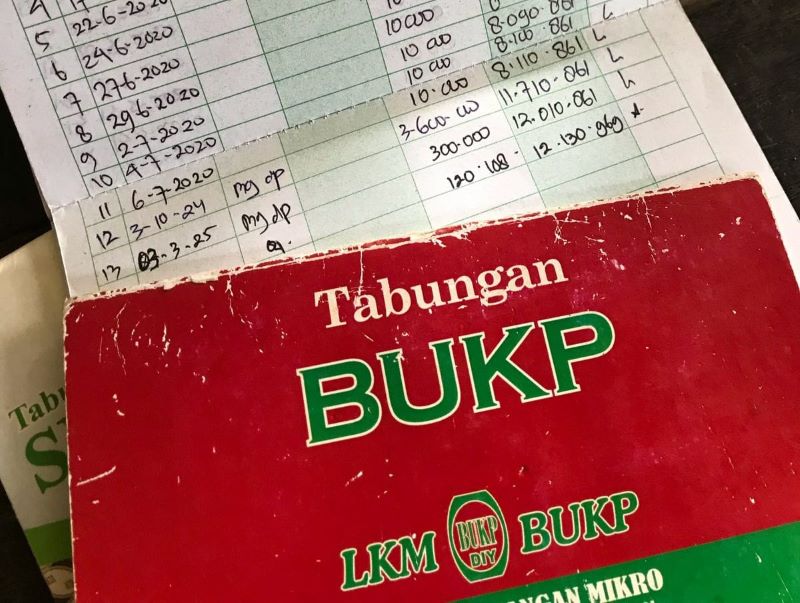 5 22-6-2020
6 24-6-2020
7 27-6-2020 10 000
8 29-6-2020 10 000 8.090.861
9 2-7-2020 10 000 8.100.861 L
10 4-7-2020 10.000 8.110.861 L
11 6-7-2020 mg dp 3.600.000 11.710.861 L
12 3-10-24 mg dp 300.000 12.010.861 L
13 03-3-25 120.108 12.130.969
Tabungan
BUKP
LKM BUKP DIY BUKP
MIKRO